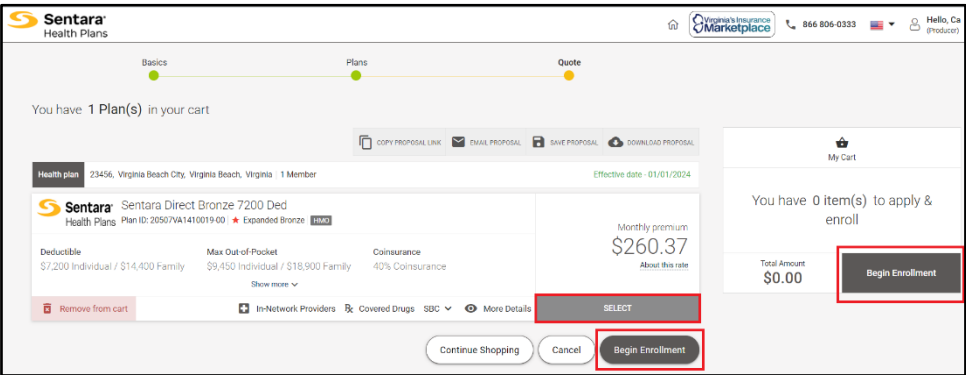 Sentara
Health Plans
Virginia's Insurance
Marketplace
866 806-0333
Hello, Ca
(Producer)
Basics
Plans
Quote
You have 1 Plan(s) in your cart
COPY PROPOSAL LINK
EMAIL PROPOSAL
SAVE PROPOSAL
DOWNLOAD PROPOSAL
Health plan
23456, Virginia Beach City, Virginia Beach, Virginia | 1 Member
Effective date - 01/01/2024
Sentara
Health Plans
Sentara Direct Bronze 7200 Ded
Plan ID: 20507VA1410019-00
Expanded Bronze
HMO
Monthly premium
$260.37
About this rate
Deductible
$7,200 Individual / $14,400 Family
Max Out-of-Pocket
$9,450 Individual / $18,900 Family
Coinsurance
40% Coinsurance
Show more
Remove from cart
In-Network Providers
Covered Drugs
SBC
More Details
SELECT
Continue Shopping
Cancel
Begin Enrollment
My Cart
You have 0 item(s) to apply &
enroll
Total Amount
$0.00
Begin Enrollment